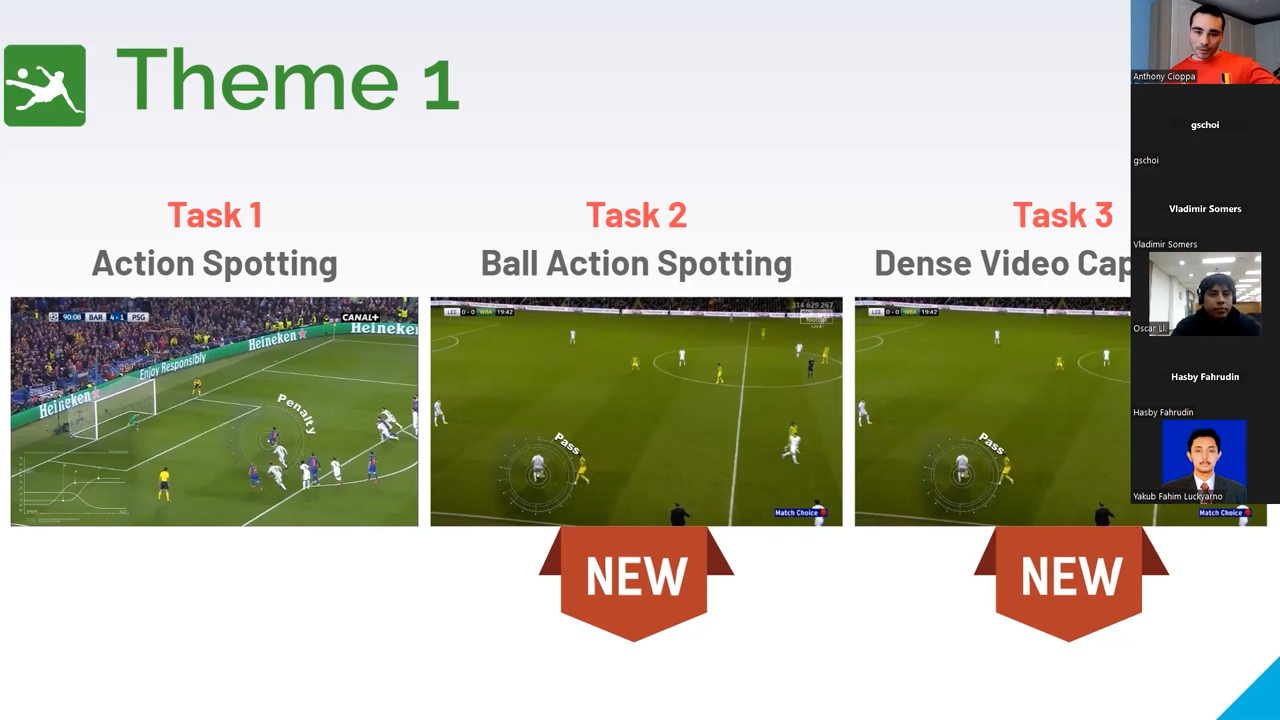 Theme 1
Task 1
Action Spotting
Task 2
Ball Action Spotting
Task 3
Dense Video Cap
90:08 BAR 4-1 PSG
CANAL+
Heineken
Enjoy Responsibly
Heineken
Heineken
Penalty
LEE 0-0 WBA 19:42
Pass
Match Choice
LEE 0-0 WBA 19:42
Pass
Match Choice
NEW
NEW
Anthony Cioppa
gschoi
gschoi
Vladimir Somers
Vladimir Somers
Oscar Ll.
Hasby Fahrudin
Hasby Fahrudin
Yakub Fahim Luckyarno